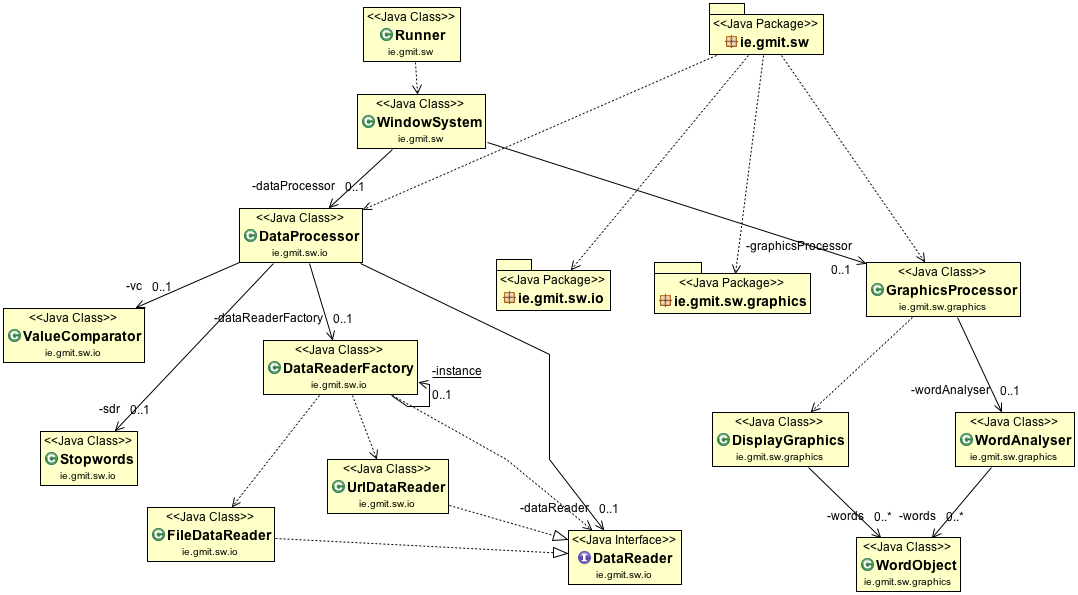 <<Java Class>>
Runner
ie.gmit.sw
<<Java Package>>
ie.gmit.sw
<<Java Class>>
WindowSystem
ie.gmit.sw
-dataProcessor 0..1
<<Java Class>>
DataProcessor
ie.gmit.sw.io
-graphicsProcessor
0..1
<<Java Package>>
ie.gmit.sw.io
<<Java Package>>
ie.gmit.sw.graphics
<<Java Class>>
GraphicsProcessor
ie.gmit.sw.graphics
-vc 0..1
<<Java Class>>
ValueComparator
ie.gmit.sw.io
-dataReaderFactory 0..1
<<Java Class>>
DataReaderFactory
ie.gmit.sw.io
-instance
0..1
-sdr 0..1
<<Java Class>>
Stopwords
ie.gmit.sw.io
-wordAnalyser 0..1
<<Java Class>>
DisplayGraphics
ie.gmit.sw.graphics
<<Java Class>>
WordAnalyser
ie.gmit.sw.graphics
<<Java Class>>
UrlDataReader
ie.gmit.sw.io
<<Java Class>>
FileDataReader
ie.gmit.sw.io
-dataReader 0..1
<<Java Interface>>
DataReader
ie.gmit.sw.io
-words 0..*
-words 0..*
<<Java Class>>
WordObject
ie.gmit.sw.graphics